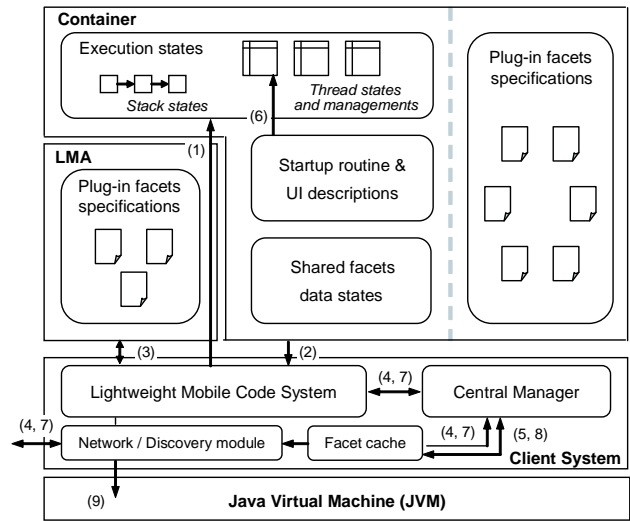 Container
Execution states
Stack states
Thread states
and managements
Plug-in facets
specifications
(6)
(1)
LMA
Plug-in facets
specifications
Startup routine &
UI descriptions
Shared facets
data states
(3)
(2)
Lightweight Mobile Code System
(4, 7)
Central Manager
(4, 7)
Network / Discovery module
Facet cache
(4, 7)
(5, 8)
Client System
(9)
Java Virtual Machine (JVM)